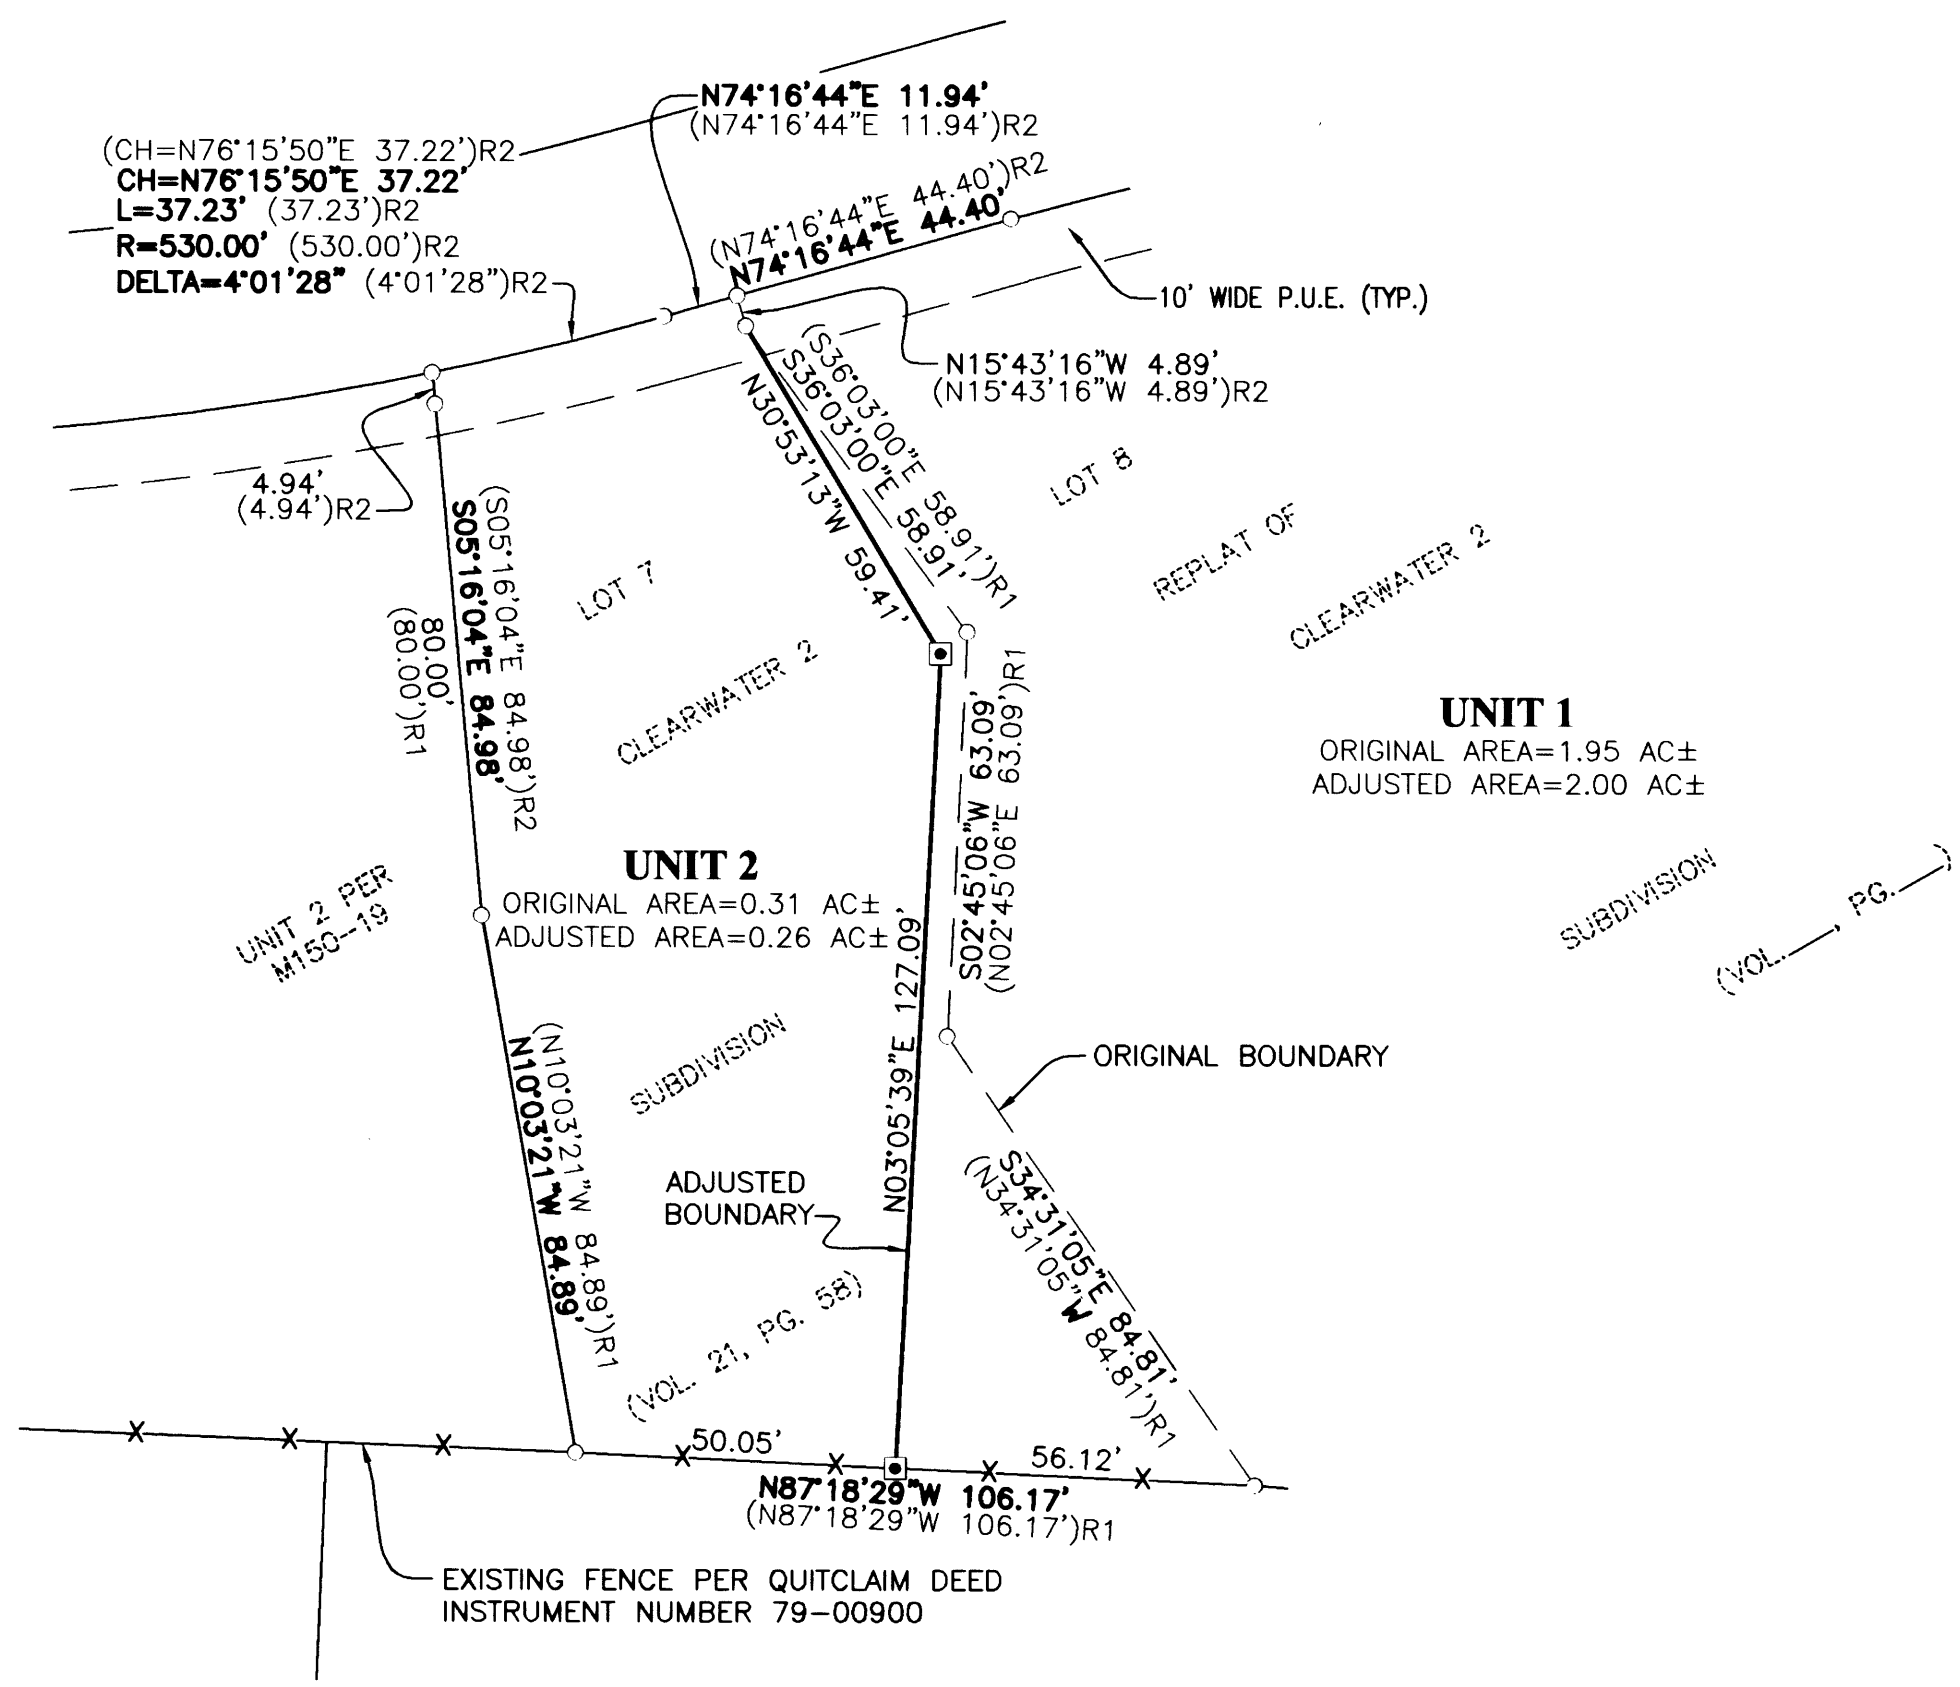 N74°16'44"E 11.94'
(N74°16'44"E 11.94')R2
(CH=N76°15'50"E 37.22')R2
CH=N76°15'50"E 37.22'
L=37.23' (37.23')R2
R=530.00' (530.00')R2
DELTA=4°01'28" (4°01'28")R2
(N74°16'44"E 44.40')R2
N74°16'44"E 44.40'
10' WIDE P.U.E. (TYP.)
N15°43'16"W 4.89'
(N15°43'16"W 4.89')R2
(S36°03'00"E 58.91')R1
S36°03'00"E 58.91'
N30°53'13"W 59.41'
4.94'
(4.94')R2
(S05°16'04"E 84.98')R2
S05°16'04"E 84.98'
80.00'
(80.00')R1
LOT 7
CLEARWATER 2
LOT 8
REPLAT OF
CLEARWATER 2
S02°45'06"W 63.09'
(N02°45'06"E 63.09')R1
UNIT 1
ORIGINAL AREA=1.95 AC±
ADJUSTED AREA=2.00 AC±
UNIT 2
ORIGINAL AREA=0.31 AC±
ADJUSTED AREA=0.26 AC±
UNIT 2 PER
M150-19
SUBDIVISION
(VOL.____, PG.____)
N03°05'39"E 127.09'
SUBDIVISION
ORIGINAL BOUNDARY
(N10°03'21"W 84.89')R1
N10°03'21"W 84.89'
ADJUSTED
BOUNDARY
S34°31'05"E 84.81'
(N34°31'05"W 84.81')R1
(VOL. 21, PG. 58)
50.05'
56.12'
N87°18'29"W 106.17'
(N87°18'29"W 106.17')R1
EXISTING FENCE PER QUITCLAIM DEED
INSTRUMENT NUMBER 79-00900